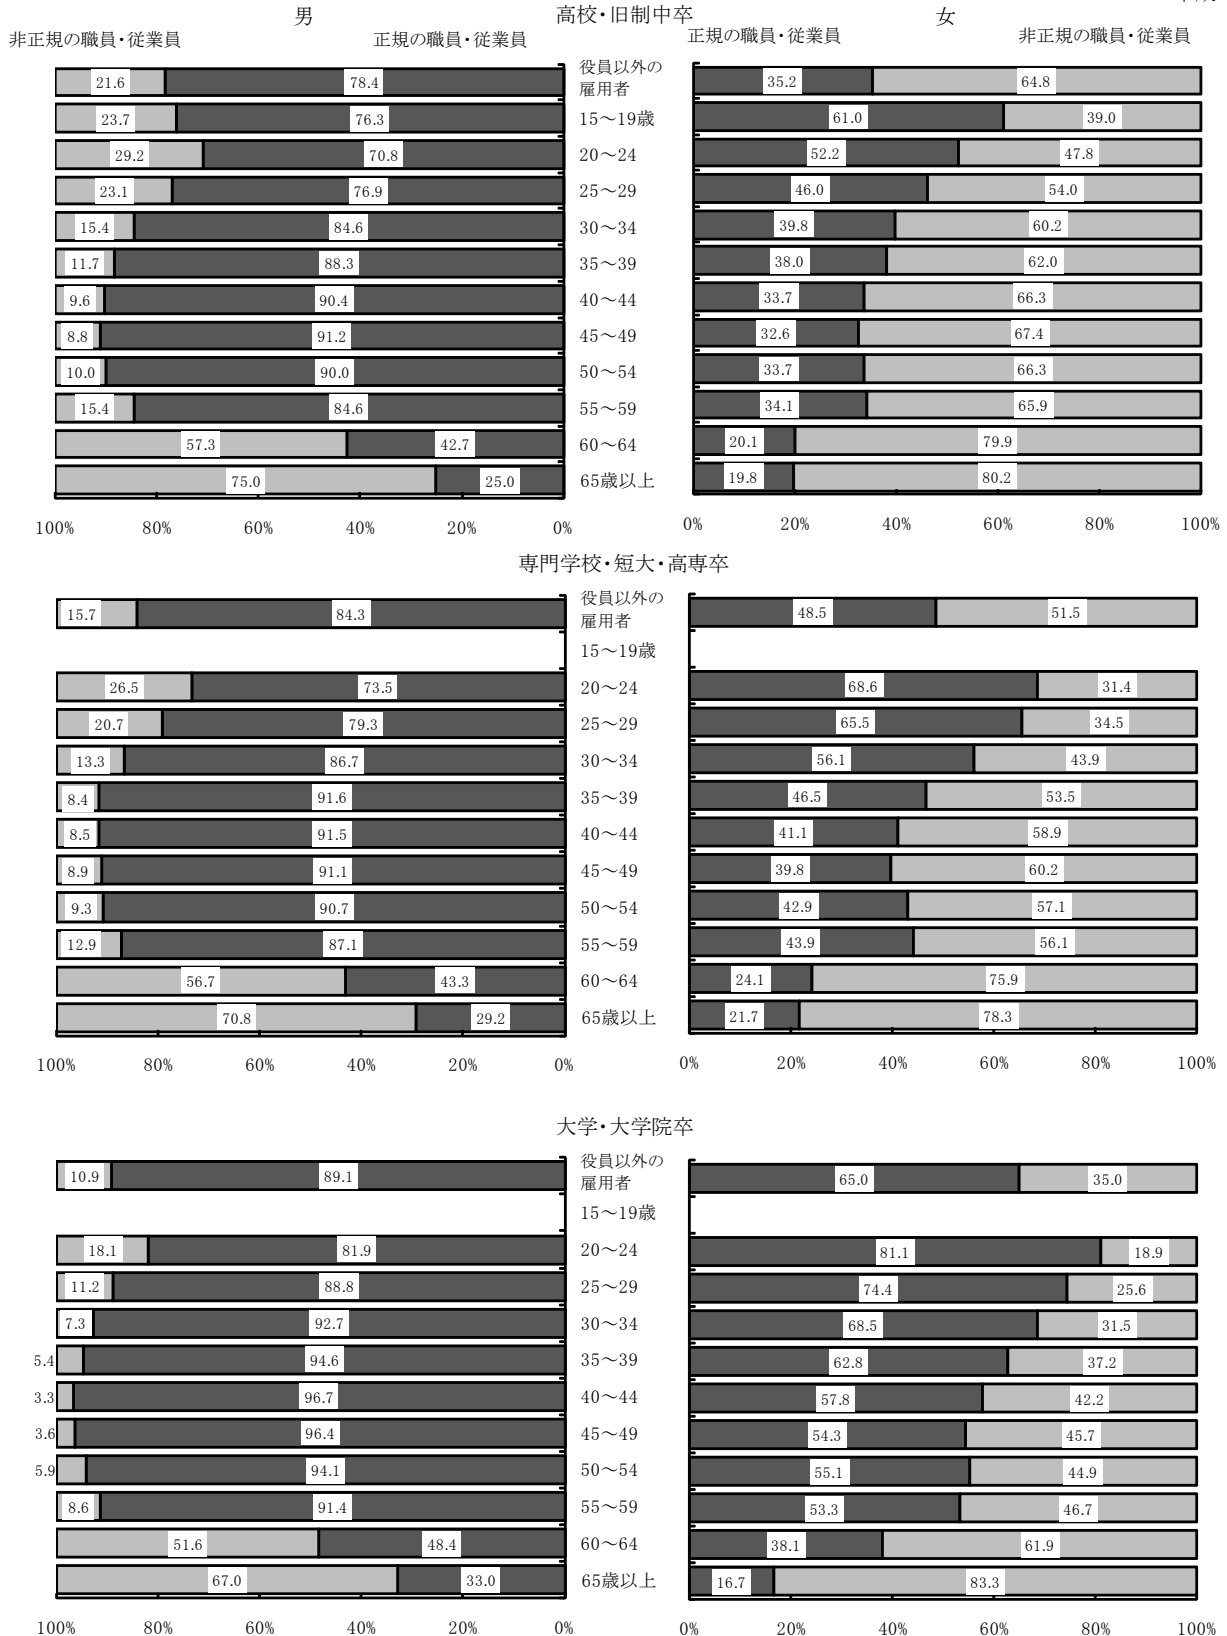 男 高校・旧制中卒 女
非正規の職員・従業員 正規の職員・従業員 正規の職員・従業員 非正規の職員・従業員
役員以外の
雇用者
21.6 78.4 35.2 64.8
23.7 76.3 15～19歳 61.0 39.0
29.2 70.8 20～24 52.2 47.8
23.1 76.9 25～29 46.0 54.0
15.4 84.6 30～34 39.8 60.2
11.7 88.3 35～39 38.0 62.0
9.6 90.4 40～44 33.7 66.3
8.8 91.2 45～49 32.6 67.4
10.0 90.0 50～54 33.7 66.3
15.4 84.6 55～59 34.1 65.9
57.3 42.7 60～64 20.1 79.9
75.0 25.0 65歳以上 19.8 80.2
100% 80% 60% 40% 20% 0% 0% 20% 40% 60% 80% 100%
専門学校・短大・高専卒
役員以外の
雇用者
15.7 84.3 48.5 51.5
15～19歳
26.5 73.5 20～24 68.6 31.4
20.7 79.3 25～29 65.5 34.5
13.3 86.7 30～34 56.1 43.9
8.4 91.6 35～39 46.5 53.5
8.5 91.5 40～44 41.1 58.9
8.9 91.1 45～49 39.8 60.2
9.3 90.7 50～54 42.9 57.1
12.9 87.1 55～59 43.9 56.1
56.7 43.3 60～64 24.1 75.9
70.8 29.2 65歳以上 21.7 78.3
100% 80% 60% 40% 20% 0% 0% 20% 40% 60% 80% 100%
大学・大学院卒
役員以外の
雇用者
10.9 89.1 65.0 35.0
15～19歳
18.1 81.9 20～24 81.1 18.9
11.2 88.8 25～29 74.4 25.6
7.3 92.7 30～34 68.5 31.5
5.4 94.6 35～39 62.8 37.2
3.3 96.7 40～44 57.8 42.2
3.6 96.4 45～49 54.3 45.7
5.9 94.1 50～54 55.1 44.9
8.6 91.4 55～59 53.3 46.7
51.6 48.4 60～64 38.1 61.9
67.0 33.0 65歳以上 16.7 83.3
100% 80% 60% 40% 20% 0% 0% 20% 40% 60% 80% 100%